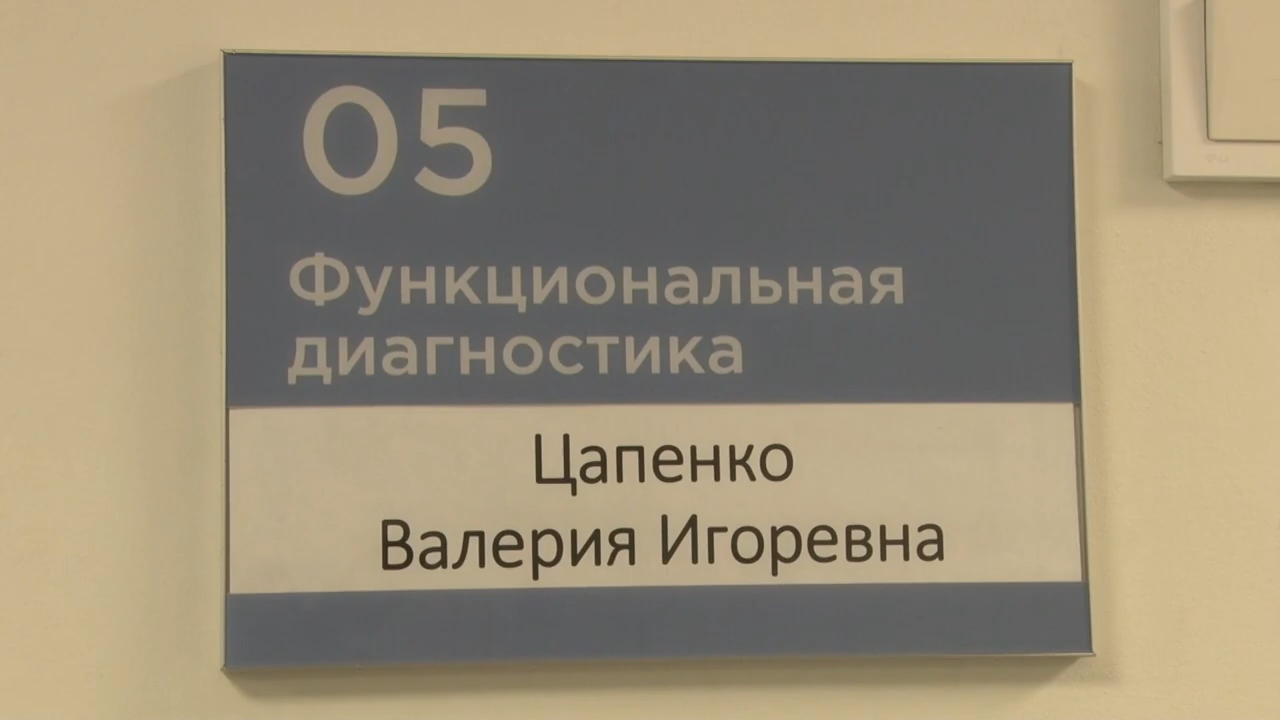 05
Функциональная
диагностика
Цапенко
Валерия Игоревна